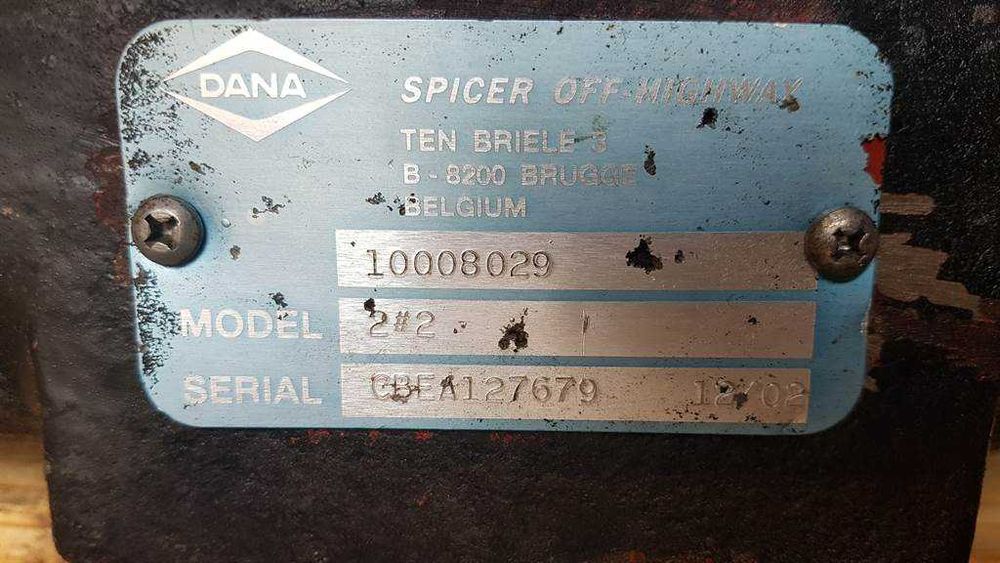 DANA
SPICER OFF-HIGHWAY
TEN BRIELE 3
B - 8200 BRUGGE
BELGIUM
10008029
MODEL 2#2
SERIAL CBEA127679 12/02